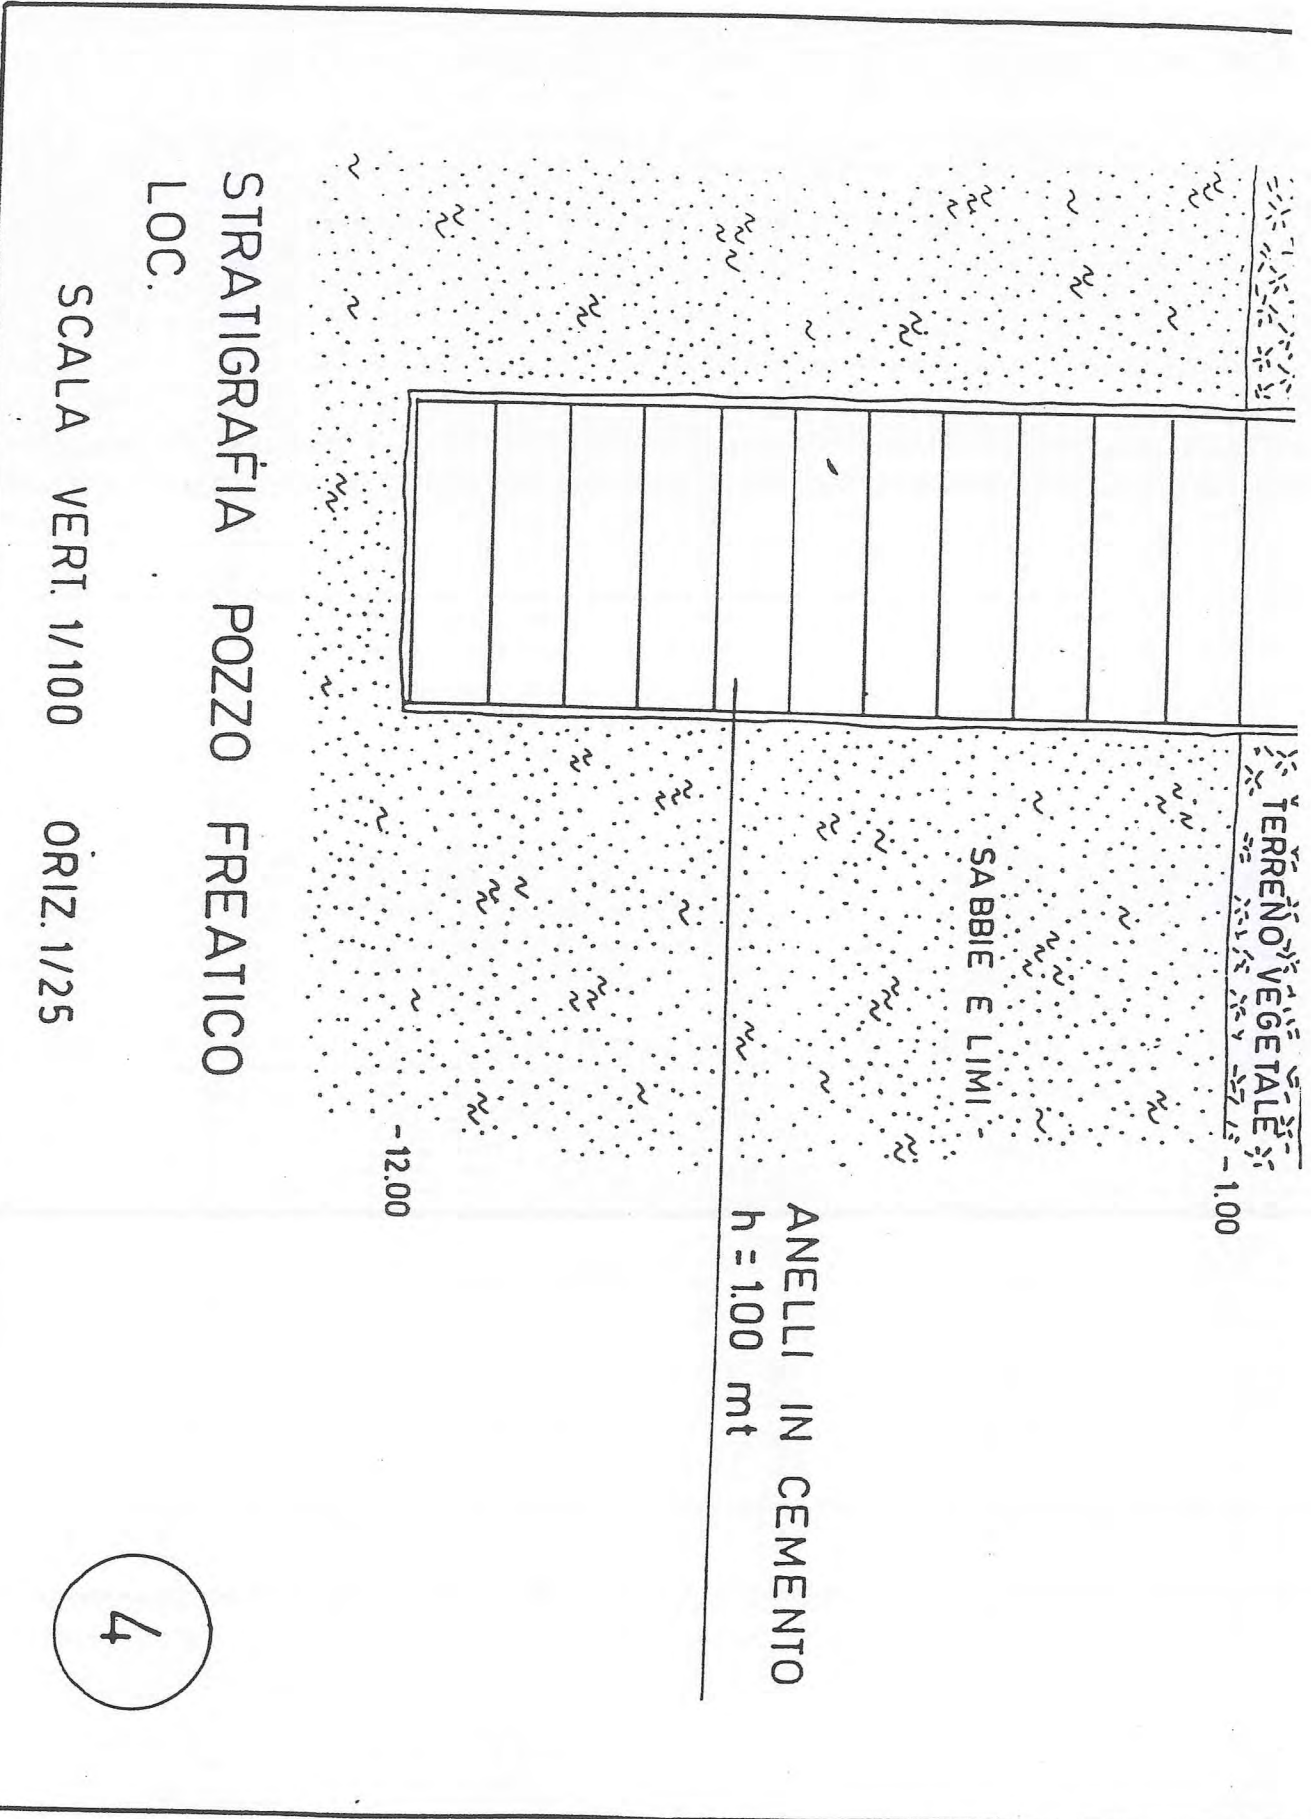 TERRENO VEGETALE
-1.00
SABBIE E LIMI.-
ANELLI IN CEMENTO
h = 1.00 mt
-12.00
STRATIGRAFIA POZZO FREATICO
LOC.
SCALA VERT. 1/100 ORIZ. 1/25
4